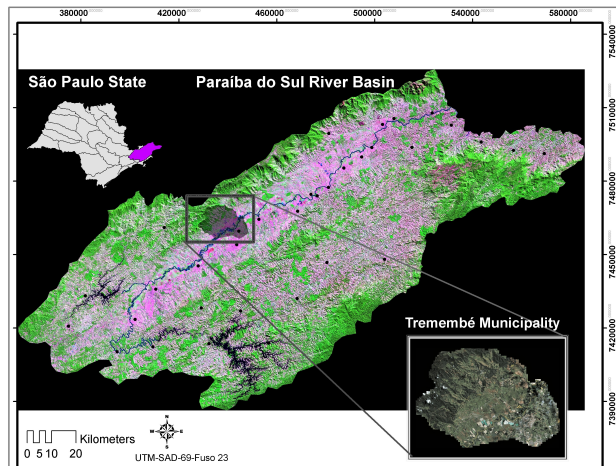 380000 420000 460000 500000 540000 580000
São Paulo State
Paraíba do Sul River Basin
7540000
7510000
7480000
7450000
7420000
7390000
Tremembé Municipality
N
W E
S
Kilometers
0 5 10 20
UTM-SAD-69-Fuso 23